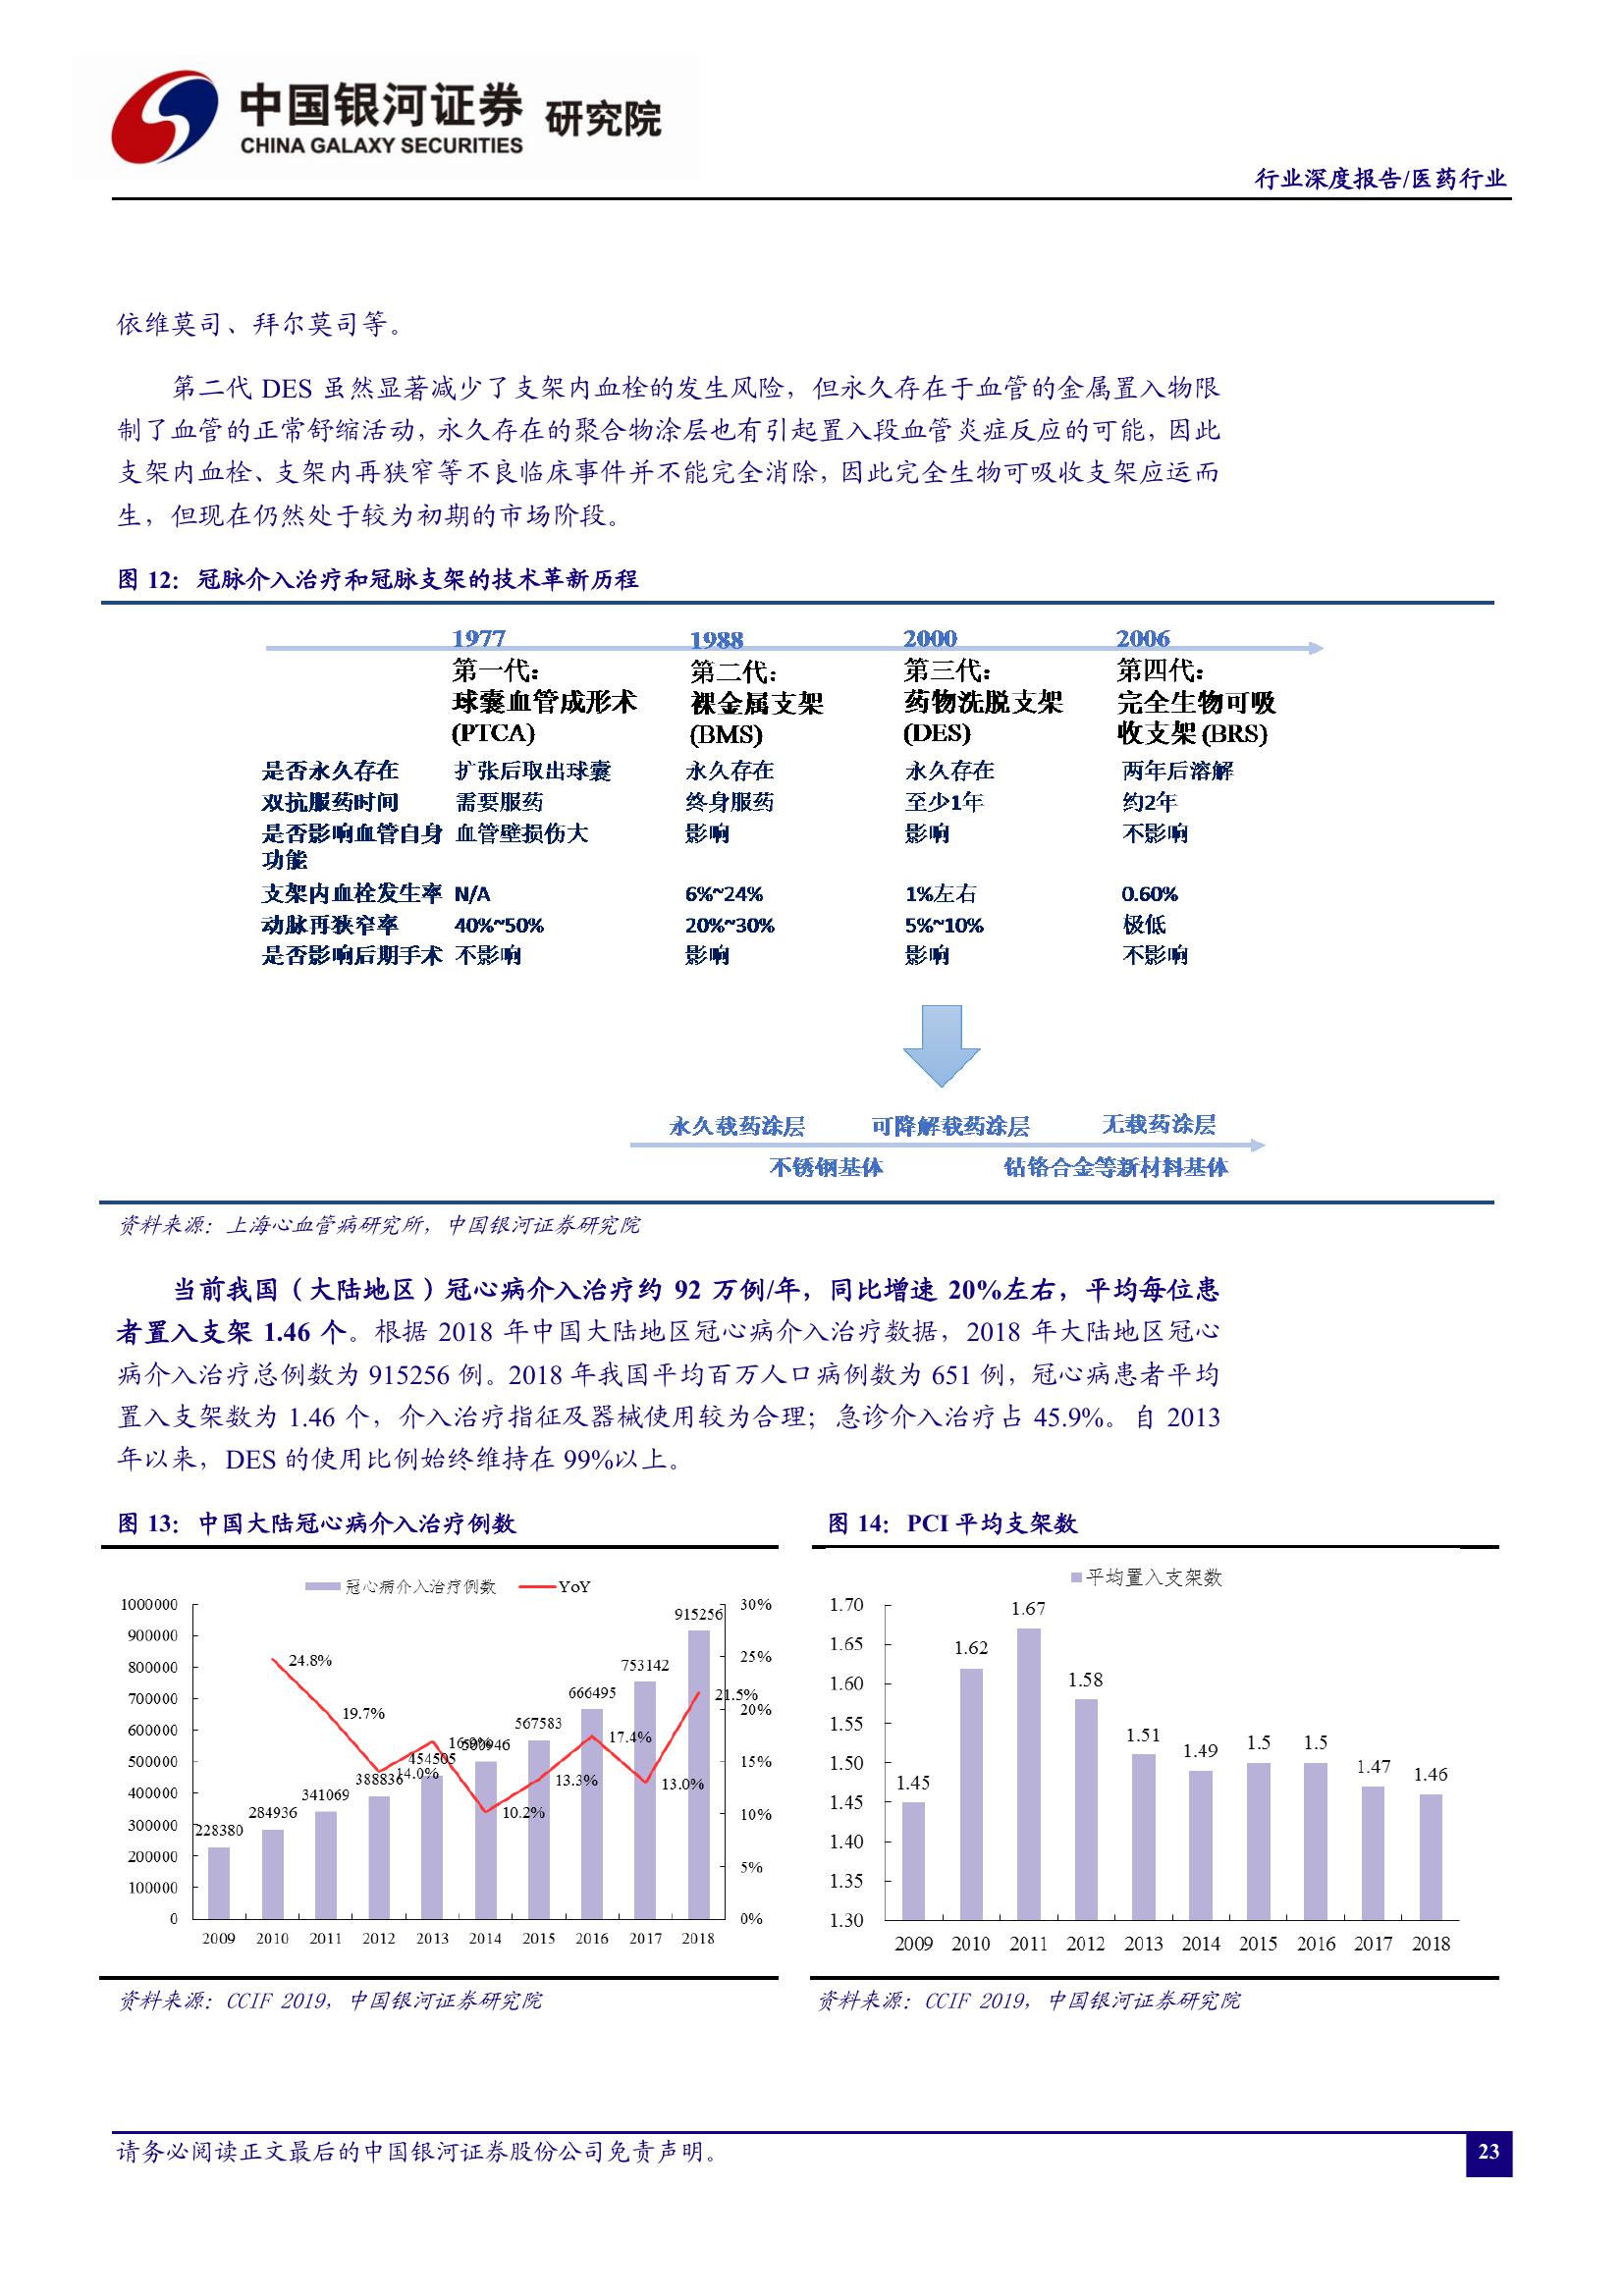 中国银河证券 研究院
CHINA GALAXY SECURITIES
行业深度报告/医药行业
依维莫司、拜尔莫司等。
第二代 DES 虽然显著减少了支架内血栓的发生风险，但永久存在于血管的金属置入物限
制了血管的正常舒缩活动，永久存在的聚合物涂层也有引起置入段血管炎症反应的可能，因此
支架内血栓、支架内再狭窄等不良临床事件并不能完全消除，因此完全生物可吸收支架应运而
生，但现在仍然处于较为初期的市场阶段。
图 12：冠脉介入治疗和冠脉支架的技术革新历程
1977 1988 2000 2006
第一代： 第二代： 第三代： 第四代：
球囊血管成形术 裸金属支架 药物洗脱支架 完全生物可吸
(PTCA) (BMS) (DES) 收支架 (BRS)
是否永久存在 扩张后取出球囊 永久存在 永久存在 两年后溶解
双抗服药时间 需要服药 终身服药 至少1年 约2年
是否影响血管自身 血管壁损伤大 影响 影响 不影响
功能
支架内血栓发生率 N/A 6%~24% 1%左右 0.60%
动脉再狭窄率 40%~50% 20%~30% 5%~10% 极低
是否影响后期手术 不影响 影响 影响 不影响
永久载药涂层 可降解载药涂层 无载药涂层
不锈钢基体 钴铬合金等新材料基体
资料来源：上海心血管病研究所，中国银河证券研究院
当前我国（大陆地区）冠心病介入治疗约 92 万例/年，同比增速 20%左右，平均每位患
者置入支架 1.46 个。根据 2018 年中国大陆地区冠心病介入治疗数据，2018 年大陆地区冠心
病介入治疗总例数为 915256 例。2018 年我国平均百万人口病例数为 651 例，冠心病患者平均
置入支架数为 1.46 个，介入治疗指征及器械使用较为合理；急诊介入治疗占 45.9%。自 2013
年以来，DES 的使用比例始终维持在 99%以上。
图 13：中国大陆冠心病介入治疗例数
冠心病介入治疗例数 YoY
1000000
900000
800000
700000
600000
500000
400000
300000
200000
100000
0
30%
25%
20%
15%
10%
5%
0%
228380
284936
341069
388836
454505
500946
567583
666495
753142
915256
24.8%
19.7%
14.0%
16.9%
10.2%
13.3%
17.4%
13.0%
21.5%
2009 2010 2011 2012 2013 2014 2015 2016 2017 2018
资料来源：CCIF 2019，中国银河证券研究院
图 14：PCI 平均支架数
平均置入支架数
1.70
1.65
1.60
1.55
1.50
1.45
1.40
1.35
1.30
1.45
1.62
1.67
1.58
1.51
1.49
1.5
1.5
1.47
1.46
2009 2010 2011 2012 2013 2014 2015 2016 2017 2018
资料来源：CCIF 2019，中国银河证券研究院
请务必阅读正文最后的中国银河证券股份公司免责声明。
23